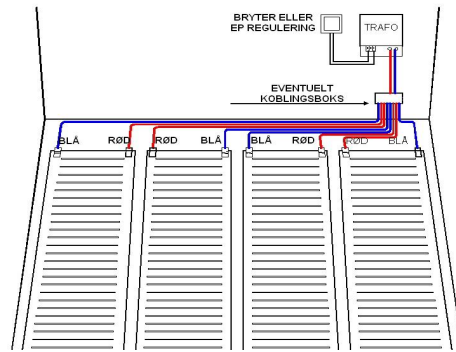 BRYTER ELLER
EP REGULERING
TRAFO
EVENTUELT
KOBLINGSBOKS
BLÅ RØD RØD BLÅ BLÅ RØD RØD BLÅ